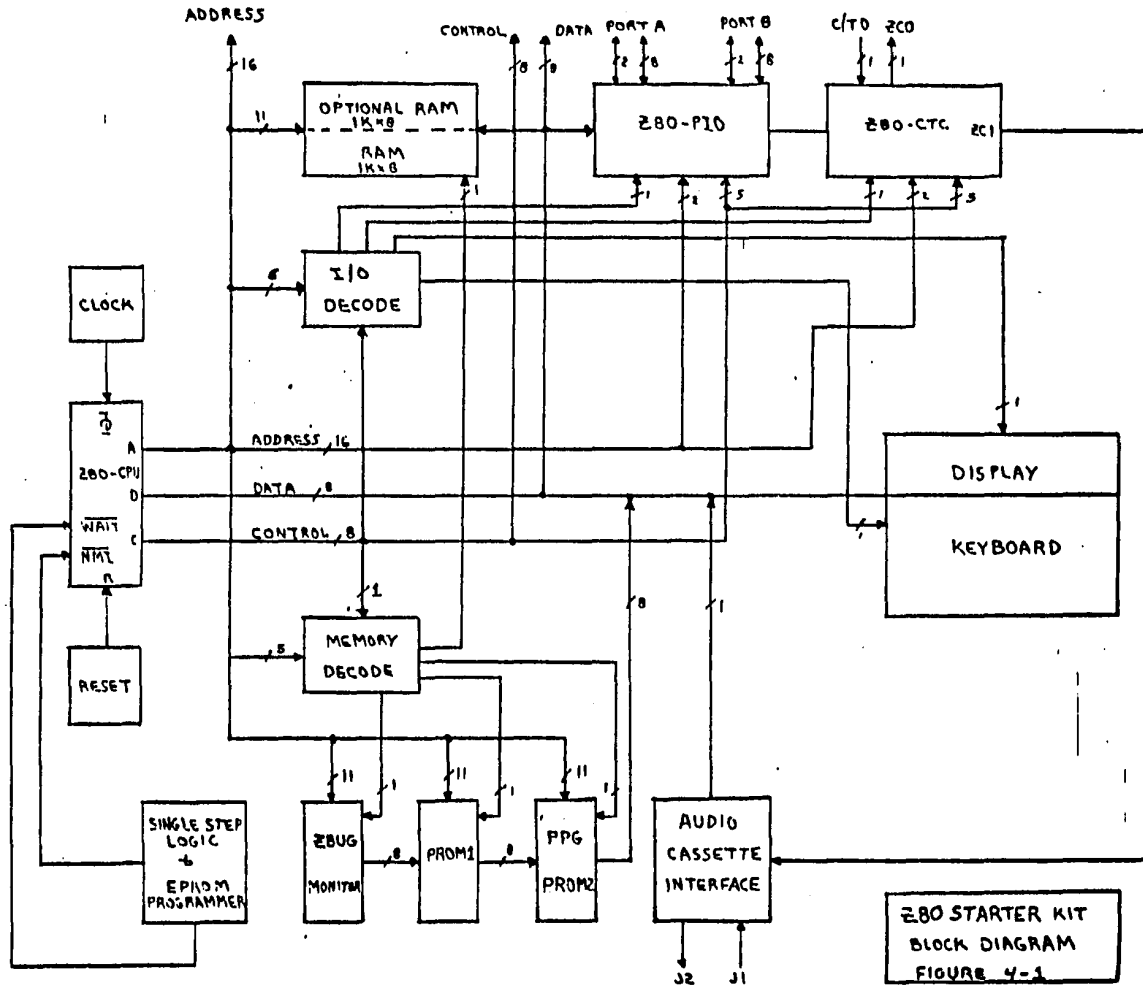 ADDRESS
CONTROL
DATA
PORT A
PORT B
C/T0
ZC0
16
8
8
2
8
2
8
1
1
11
OPTIONAL RAM
1K x 8
RAM
1K x 8
Z80-PIO
Z80-CTC
ZC1
1
1
2
5
1
2
5
6
I/O
DECODE
CLOCK
Φ
A
Z80-CPU
D
WAIT
C
NMI
R
ADDRESS 16
DATA 8
CONTROL 8
1
DISPLAY
KEYBOARD
1
8
1
RESET
5
MEMORY
DECODE
11
1
11
1
11
1
SINGLE STEP
LOGIC
+
EPROM
PROGRAMMER
ZBUG
MONITOR
8
PROM1
8
PPG
PROM2
AUDIO
CASSETTE
INTERFACE
J2
J1
Z80 STARTER KIT
BLOCK DIAGRAM
FIGURE 4-1